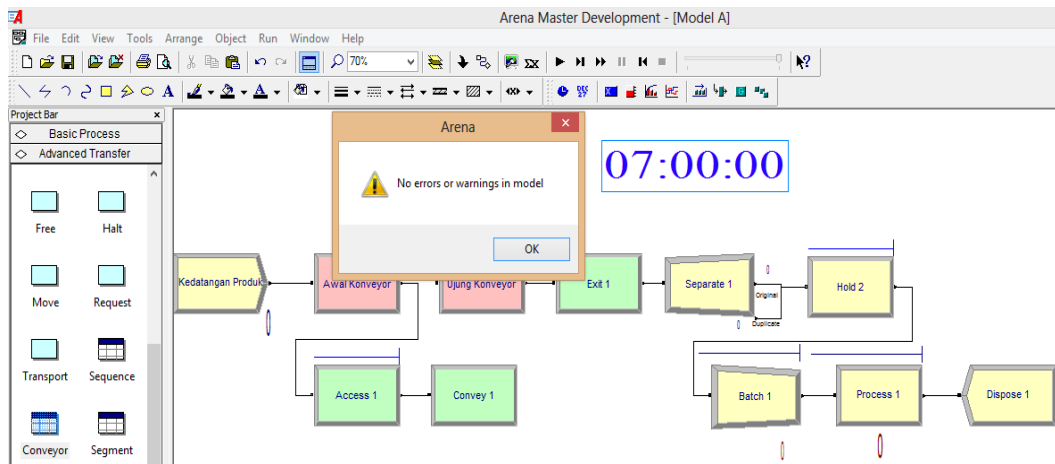 Arena Master Development - [Model A]
File Edit View Tools Arrange Object Run Window Help
70%
Project Bar
Basic Process
Advanced Transfer
Free Halt
Move Request
Transport Sequence
Conveyor Segment
Arena
No errors or warnings in model
OK
07:00:00
Kedatangan Produk
Awal Konveyor
Ujung Konveyor
Exit 1
Separate 1
0
Original
0
Duplicate
Hold 2
0
Access 1
Convey 1
Batch 1
Process 1
Dispose 1
0
0